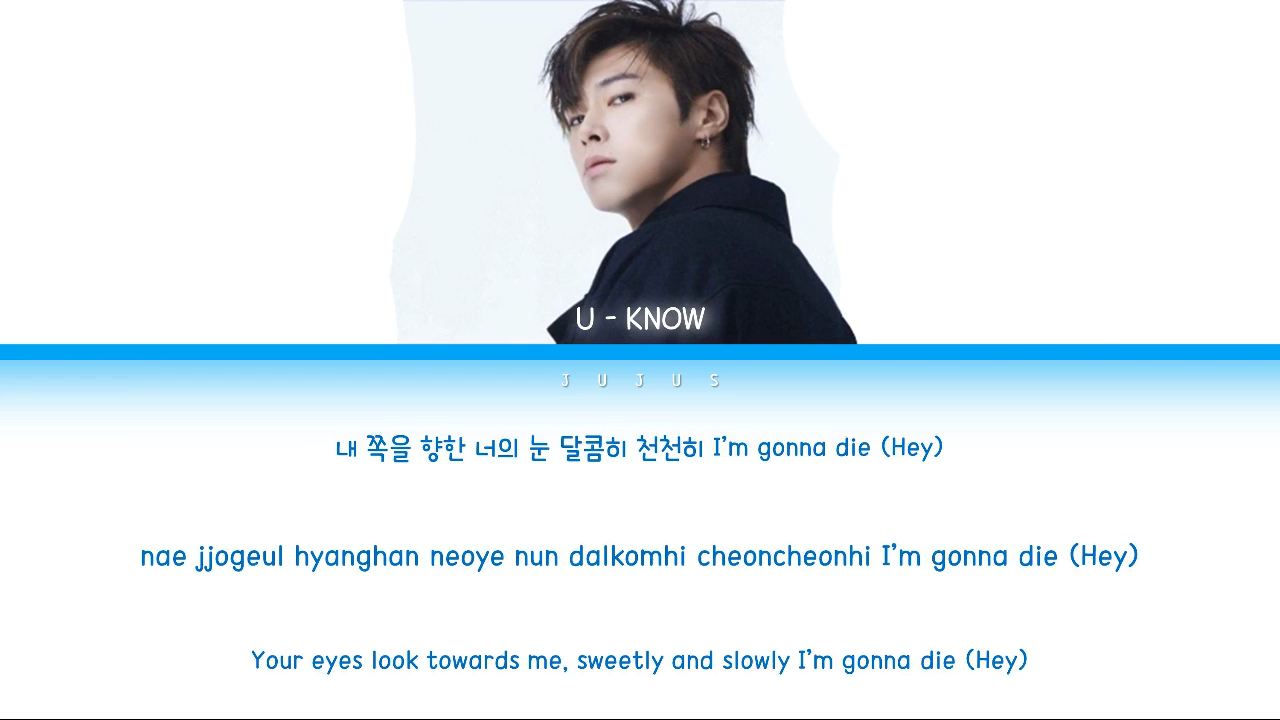 U - KNOW
J U J U S
내 쪽을 향한 너의 눈 달콤히 천천히 I'm gonna die (Hey)
nae jjogeul hyanghan neoye nun dalkomhi cheoncheonhi I'm gonna die (Hey)
Your eyes look towards me, sweetly and slowly I'm gonna die (Hey)